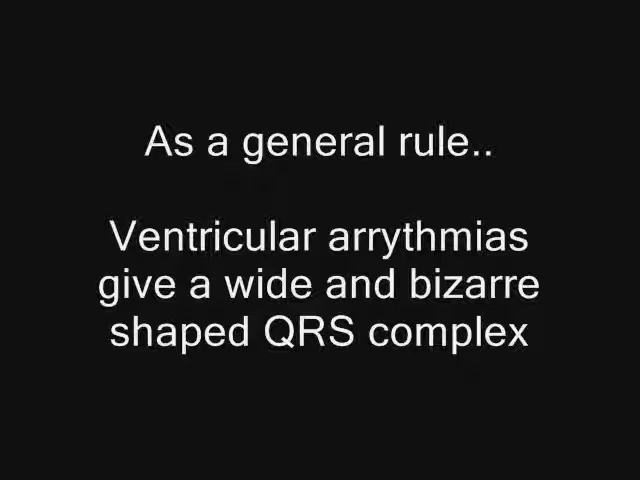 As a general rule..
Ventricular arrythmias
give a wide and bizarre
shaped QRS complex